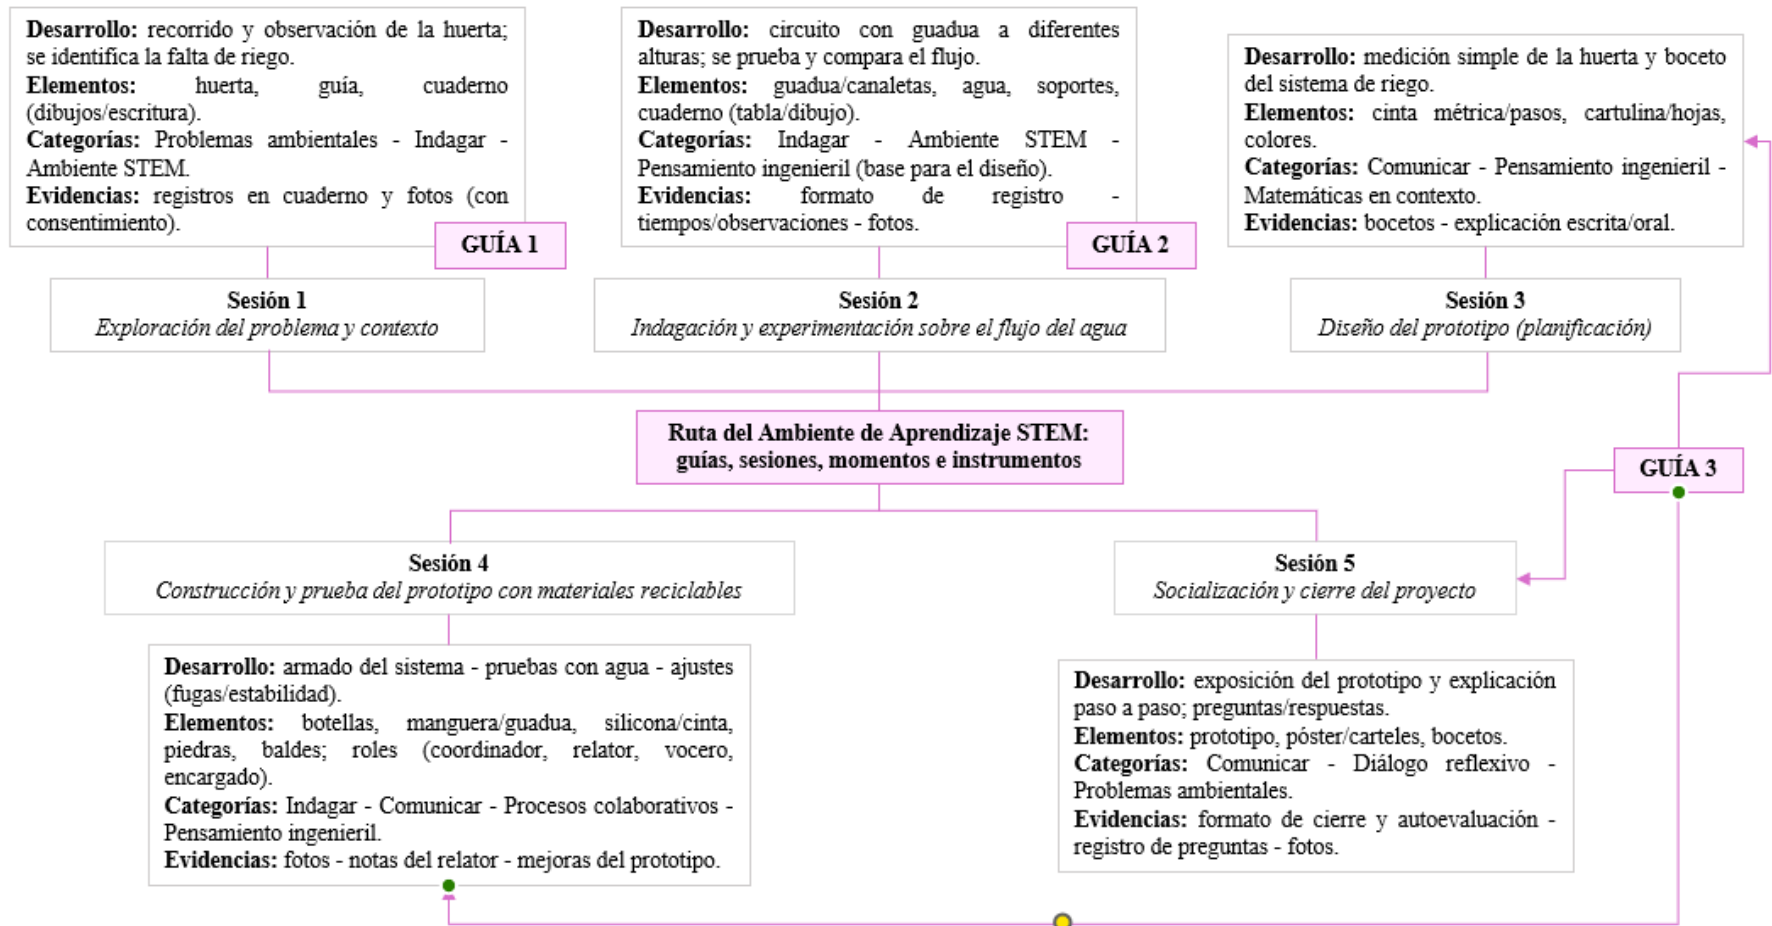 Desarrollo: recorrido y observación de la huerta;
se identifica la falta de riego.
Elementos: huerta, guía, cuaderno
(dibujos/escritura).
Categorías: Problemas ambientales - Indagar -
Ambiente STEM.
Evidencias: registros en cuaderno y fotos (con
consentimiento).
GUÍA 1
Sesión 1
Exploración del problema y contexto
Desarrollo: circuito con guadua a diferentes
alturas; se prueba y compara el flujo.
Elementos: guadua/canaletas, agua, soportes,
cuaderno (tabla/dibujo).
Categorías: Indagar - Ambiente STEM -
Pensamiento ingenieril (base para el diseño).
Evidencias: formato de registro -
tiempos/observaciones - fotos.
GUÍA 2
Sesión 2
Indagación y experimentación sobre el flujo del agua
Desarrollo: medición simple de la huerta y boceto
del sistema de riego.
Elementos: cinta métrica/pasos, cartulina/hojas,
colores.
Categorías: Comunicar - Pensamiento ingenieril -
Matemáticas en contexto.
Evidencias: bocetos - explicación escrita/oral.
Sesión 3
Diseño del prototipo (planificación)
Ruta del Ambiente de Aprendizaje STEM:
guías, sesiones, momentos e instrumentos
GUÍA 3
Sesión 4
Construcción y prueba del prototipo con materiales reciclables
Desarrollo: armado del sistema - pruebas con agua - ajustes
(fugas/estabilidad).
Elementos: botellas, manguera/guadua, silicona/cinta,
piedras, baldes; roles (coordinador, relator, vocero,
encargado).
Categorías: Indagar - Comunicar - Procesos colaborativos -
Pensamiento ingenieril.
Evidencias: fotos - notas del relator - mejoras del prototipo.
Sesión 5
Socialización y cierre del proyecto
Desarrollo: exposición del prototipo y explicación
paso a paso; preguntas/respuestas.
Elementos: prototipo, póster/carteles, bocetos.
Categorías: Comunicar - Diálogo reflexivo -
Problemas ambientales.
Evidencias: formato de cierre y autoevaluación -
registro de preguntas - fotos.